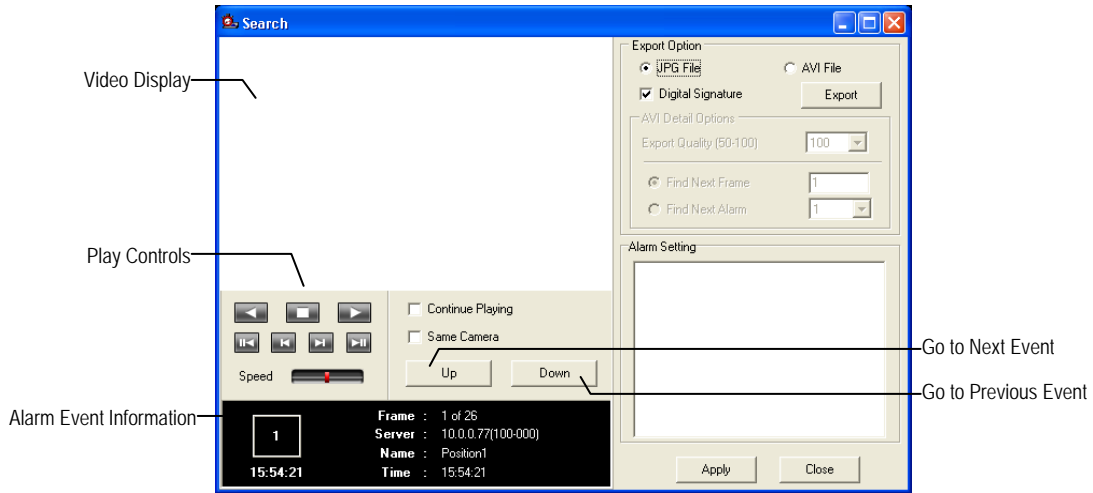 Search
Video Display
Play Controls
Alarm Event Information
Export Option
JPG File
AVI File
Digital Signature
Export
AVI Detail Options
Export Quality (50-100)
100
Find Next Frame
1
Find Next Alarm
1
Alarm Setting
Continue Playing
Same Camera
Up
Down
Speed
Go to Next Event
Go to Previous Event
1
15:54:21
Frame : 1 of 26
Server : 10.0.0.77(100-000)
Name : Position1
Time : 15:54:21
Apply
Close